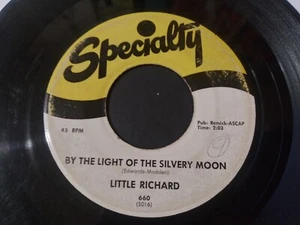 Specialty
45 RPM
Pub: Remick-ASCAP
Time: 2:03
BY THE LIGHT OF THE SILVERY MOON
(Edwards-Madden)
LITTLE RICHARD
660
(5016)